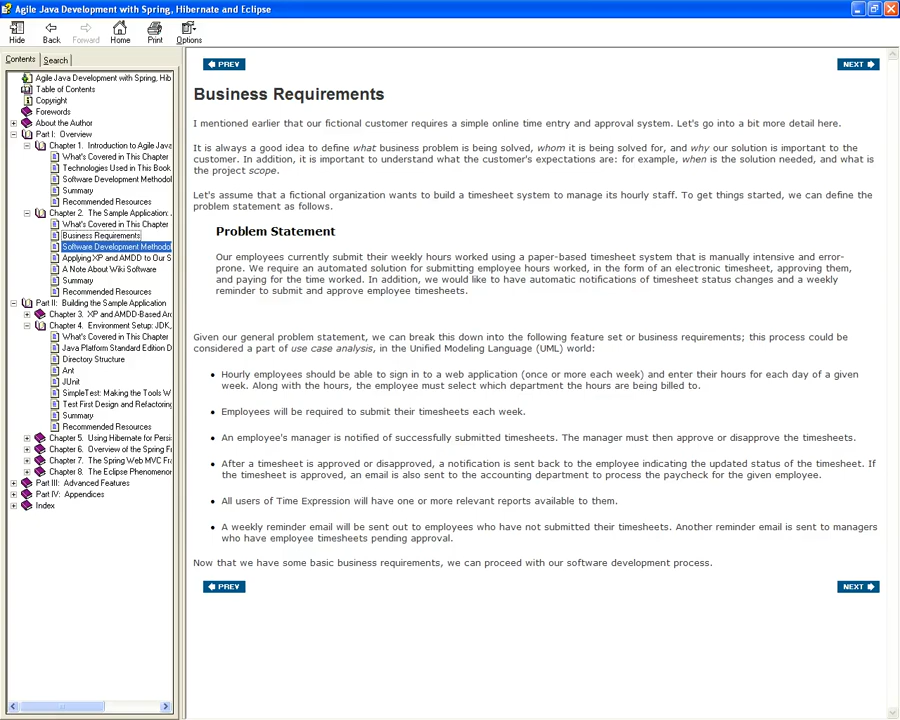 Agile Java Development with Spring, Hibernate and Eclipse
Hide Back Forward Home Print Options
Contents Search
Agile Java Development with Spring, Hib
Table of Contents
Copyright
Forewords
About the Author
Part I: Overview
Chapter 1. Introduction to Agile Java
What's Covered in This Chapter
Technologies Used in This Book
Software Development Methodol
Summary
Recommended Resources
Chapter 2. The Sample Application:
What's Covered in This Chapter
Business Requirements
Software Development Methodol
Applying XP and AMDD to Our S
A Note About Wiki Software
Summary
Recommended Resources
Part II: Building the Sample Application
Chapter 3. XP and AMDD-Based Ar
Chapter 4. Environment Setup: JDK,
What's Covered in This Chapter
Java Platform Standard Edition D
Directory Structure
Ant
JUnit
SimpleTest: Making the Tools W
Test First Design and Refactoring
Summary
Recommended Resources
Chapter 5. Using Hibernate for Persi
Chapter 6. Overview of the Spring Fr
Chapter 7. The Spring Web MVC Fr
Chapter 8. The Eclipse Phenomenon
Part III: Advanced Features
Part IV: Appendices
Index
PREV NEXT
Business Requirements
I mentioned earlier that our fictional customer requires a simple online time entry and approval system. Let's go into a bit more detail here.
It is always a good idea to define what business problem is being solved, whom it is being solved for, and why our solution is important to the
customer. In addition, it is important to understand what the customer's expectations are: for example, when is the solution needed, and what is
the project scope.
Let's assume that a fictional organization wants to build a timesheet system to manage its hourly staff. To get things started, we can define the
problem statement as follows.
Problem Statement
Our employees currently submit their weekly hours worked using a paper-based timesheet system that is manually intensive and error-
prone. We require an automated solution for submitting employee hours worked, in the form of an electronic timesheet, approving them,
and paying for the time worked. In addition, we would like to have automatic notifications of timesheet status changes and a weekly
reminder to submit and approve employee timesheets.
Given our general problem statement, we can break this down into the following feature set or business requirements; this process could be
considered a part of use case analysis, in the Unified Modeling Language (UML) world:
• Hourly employees should be able to sign in to a web application (once or more each week) and enter their hours for each day of a given
week. Along with the hours, the employee must select which department the hours are being billed to.
• Employees will be required to submit their timesheets each week.
• An employee's manager is notified of successfully submitted timesheets. The manager must then approve or disapprove the timesheets.
• After a timesheet is approved or disapproved, a notification is sent back to the employee indicating the updated status of the timesheet. If
the timesheet is approved, an email is also sent to the accounting department to process the paycheck for the given employee.
• All users of Time Expression will have one or more relevant reports available to them.
• A weekly reminder email will be sent out to employees who have not submitted their timesheets. Another reminder email is sent to managers
who have employee timesheets pending approval.
Now that we have some basic business requirements, we can proceed with our software development process.
PREV NEXT